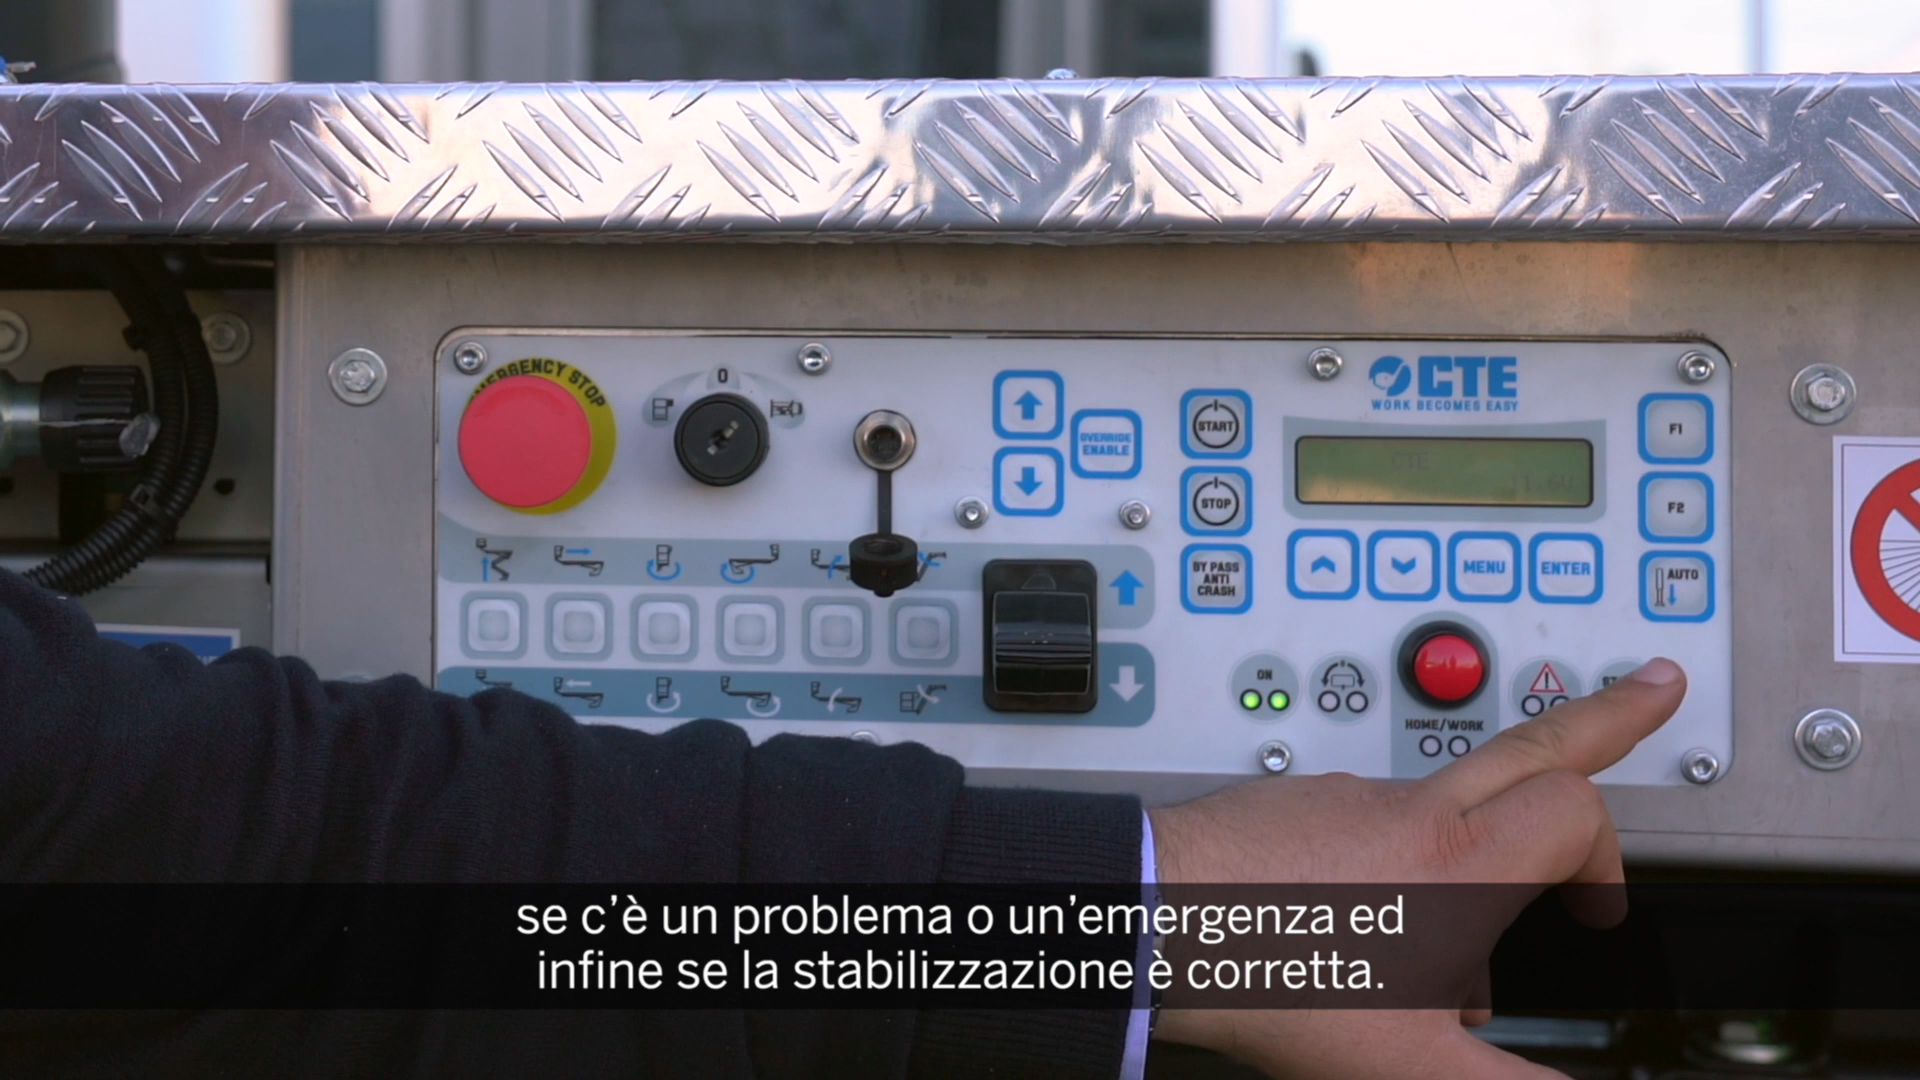 EMERGENCY STOP
0
OVERRIDE
ENABLE
START
STOP
BY PASS
ANTI
CRASH
CTE
WORK BECOMES EASY
CTE
F1
F2
MENU
ENTER
AUTO
ON
HOME/WORK
se c’è un problema o un’emergenza ed
infine se la stabilizzazione è corretta.